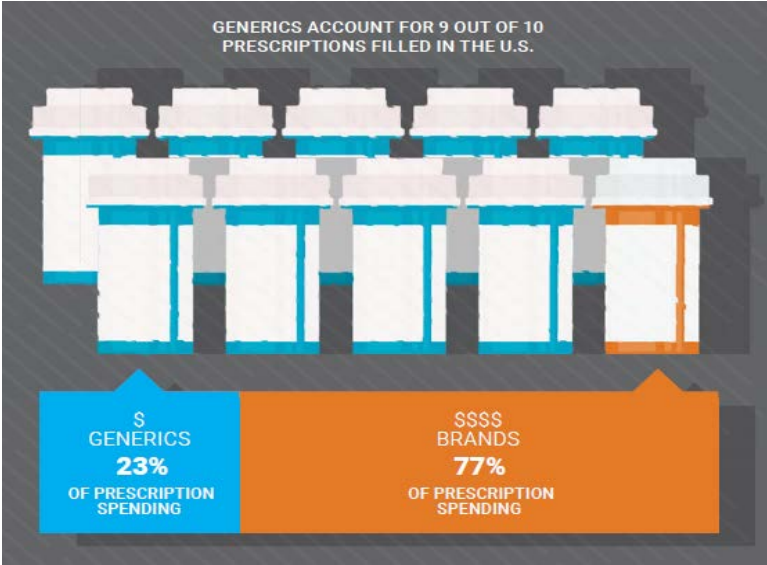 GENERICS ACCOUNT FOR 9 OUT OF 10
PRESCRIPTIONS FILLED IN THE U.S.
$
GENERICS
23%
OF PRESCRIPTION
SPENDING
$$$$
BRANDS
77%
OF PRESCRIPTION
SPENDING